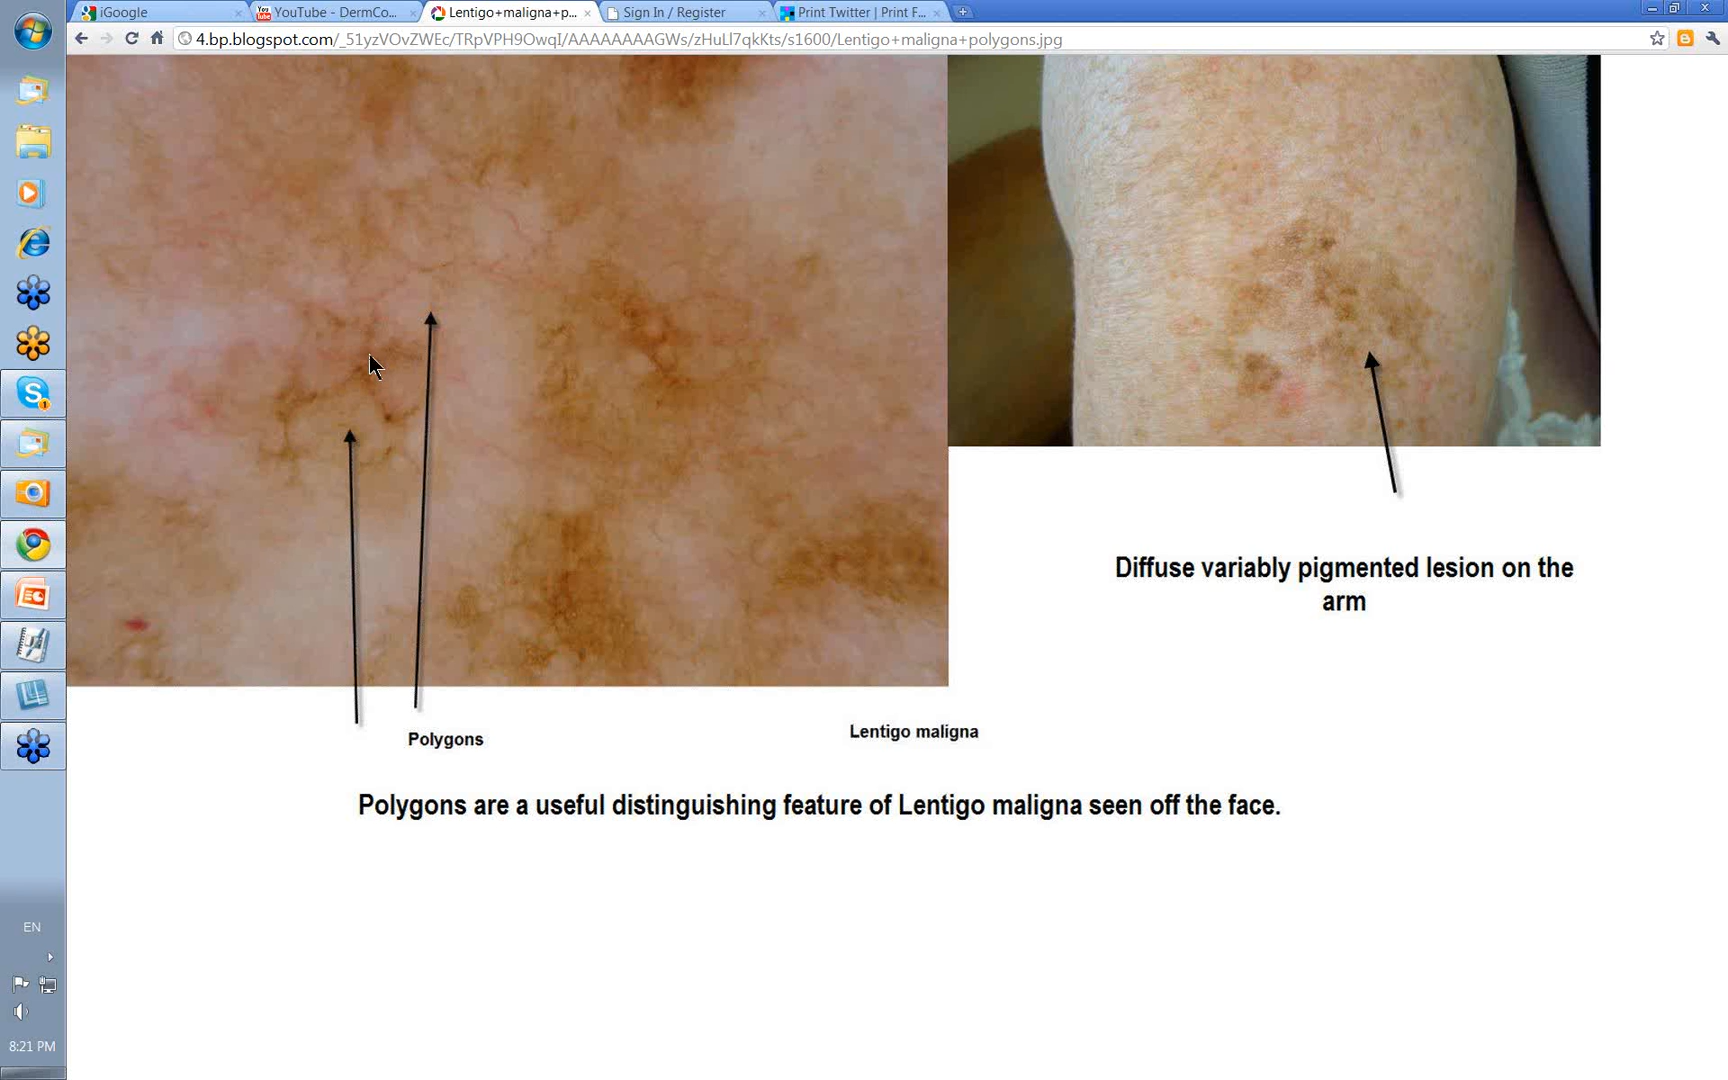 iGoogle
YouTube - DermCo...
Lentigo+maligna+p...
Sign In / Register
Print Twitter | Print F...
4.bp.blogspot.com/_51yzVOvZWEc/TRpVPH9OwqI/AAAAAAAAGWs/zHuLl7qkKts/s1600/Lentigo+maligna+polygons.jpg
Diffuse variably pigmented lesion on the
arm
Polygons
Lentigo maligna
Polygons are a useful distinguishing feature of Lentigo maligna seen off the face.
EN
8:21 PM